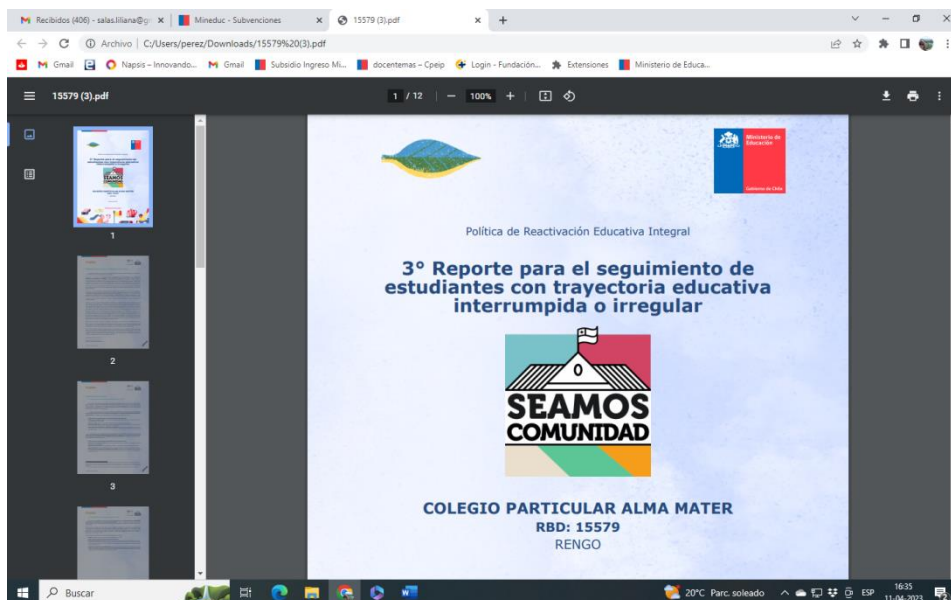 Recibidos (406) - salas.liliana@g
Mineduc - Subvenciones
15579 (3).pdf
Archivo | C:/Users/perez/Downloads/15579%20(3).pdf
Gmail
Napsis – Innovando...
Gmail
Subsidio Ingreso Mi...
docentemas – Cpeip
Login – Fundación...
Extensiones
Ministerio de Educa...
15579 (3).pdf
1 / 12
100%
1
2
3
Ministerio de
Educación
Gobierno de Chile
Política de Reactivación Educativa Integral
3° Reporte para el seguimiento de
estudiantes con trayectoria educativa
interrumpida o irregular
SEAMOS
COMUNIDAD
COLEGIO PARTICULAR ALMA MATER
RBD: 15579
RENGO
Buscar
20°C Parc. soleado
ESP
16:35
11-04-2023